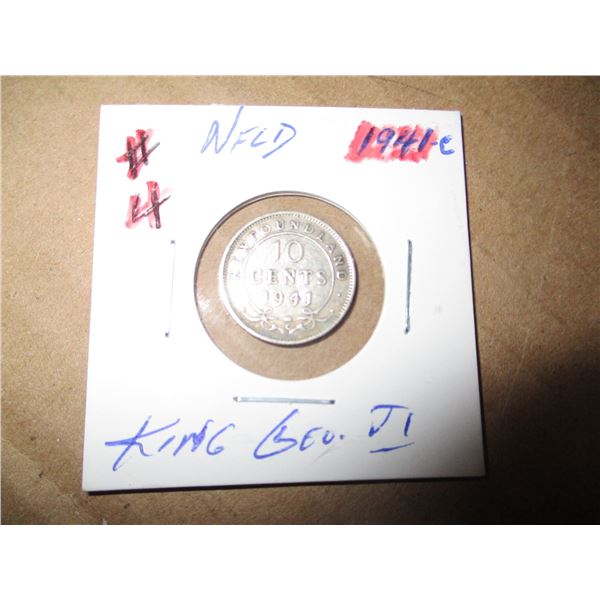 NFLD 1941-c
# 4
NEWFOUNDLAND
10
CENTS
1941
KING GEO. VI